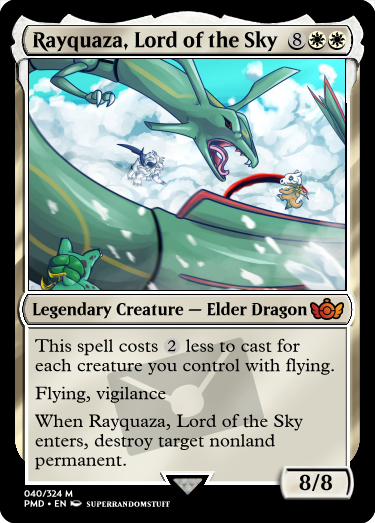 Rayquaza, Lord of the Sky 8
Legendary Creature — Elder Dragon
This spell costs 2 less to cast for
each creature you control with flying.
Flying, vigilance
When Rayquaza, Lord of the Sky
enters, destroy target nonland
permanent.
8/8
040/324 M
PMD • EN SUPERRANDOMSTUFF